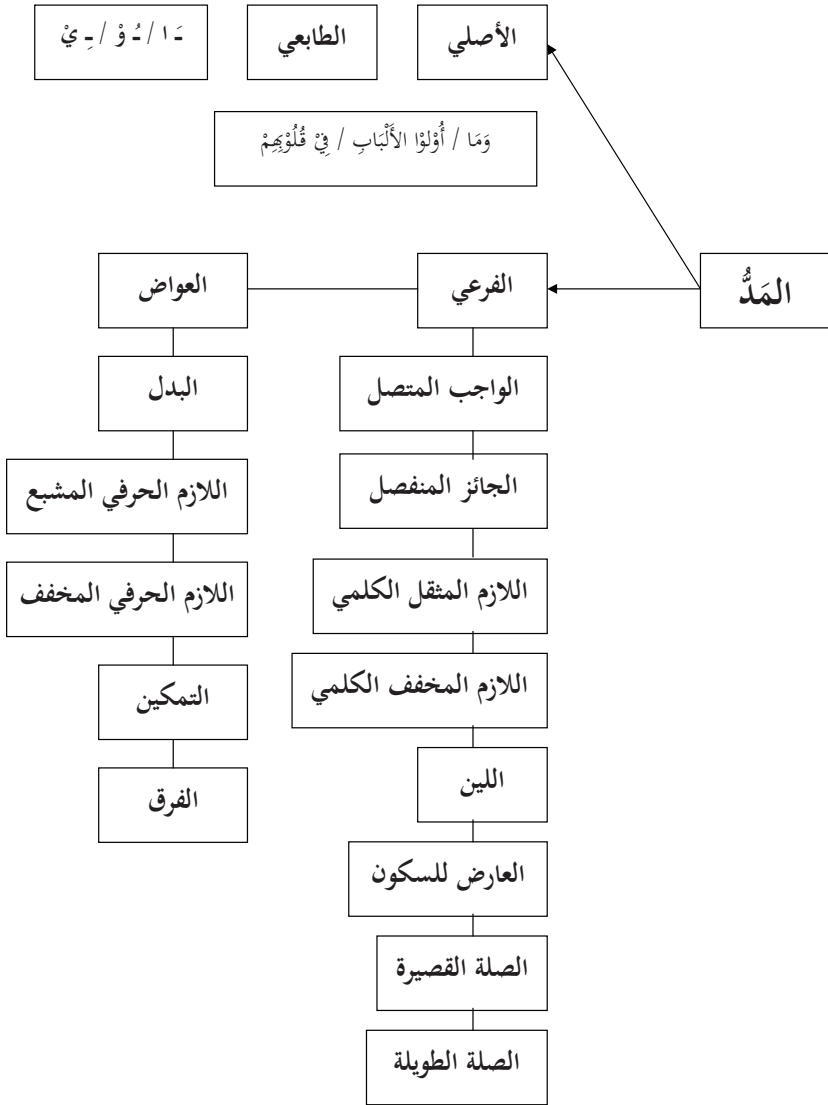 الأصلي
الطابعي
ـَ ا / ـُ وْ / ـِ يْ
وَمَا / أُوْلوْا الأَلْبَابِ / فِيْ قُلُوْبِهِمْ
المَدُّ
الفرعي
العواض
الواجب المتصل
البدل
الجائز المنفصل
اللازم الحرفي المشبع
اللازم المثقل الكلمي
اللازم الحرفي المخفف
اللازم المخفف الكلمي
التمكين
اللين
الفرق
العارض للسكون
الصلة القصيرة
الصلة الطويلة